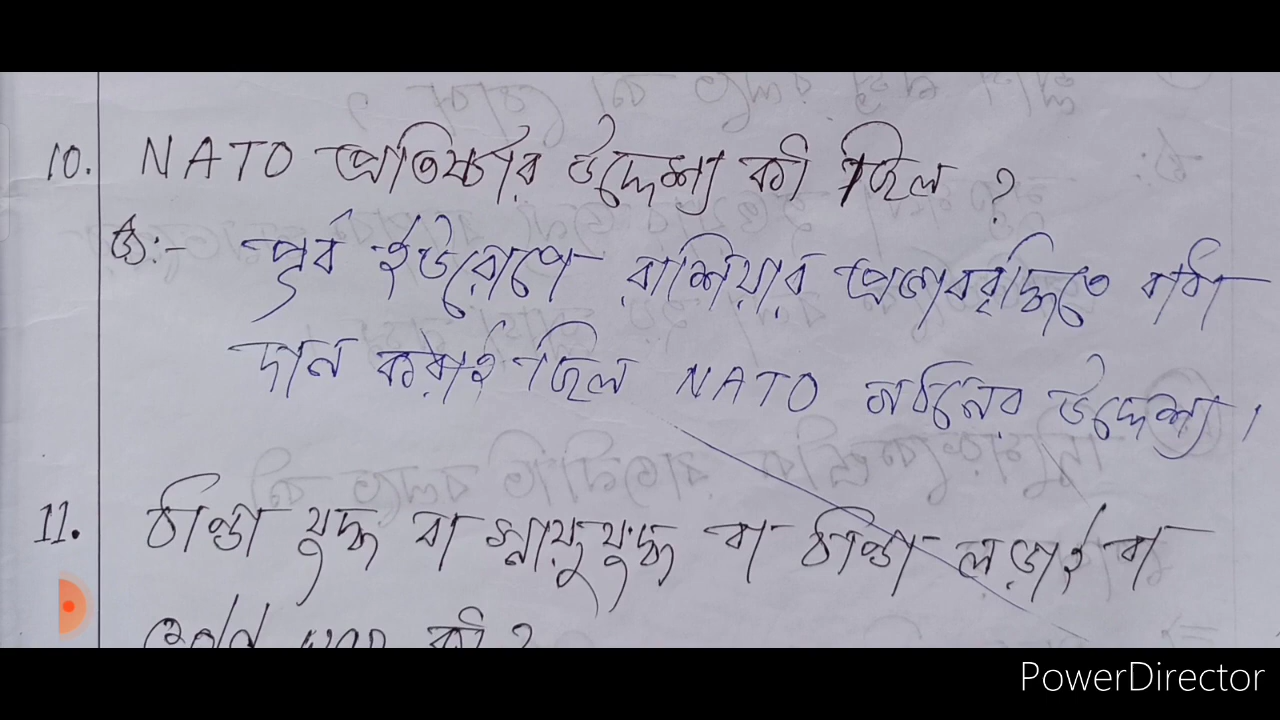 10. NATO প্রতিষ্ঠার উদ্দেশ্য কী ছিল ?
উঃ- পূর্ব ইউরোপে রাশিয়ার প্রভাববৃদ্ধিতে বাধা
দান করাই ছিল NATO গঠনের উদ্দেশ্য ।
11. ঠাণ্ডা যুদ্ধ বা স্নায়ুযুদ্ধ বা ঠাণ্ডা লড়াই বা
কী ?
PowerDirector